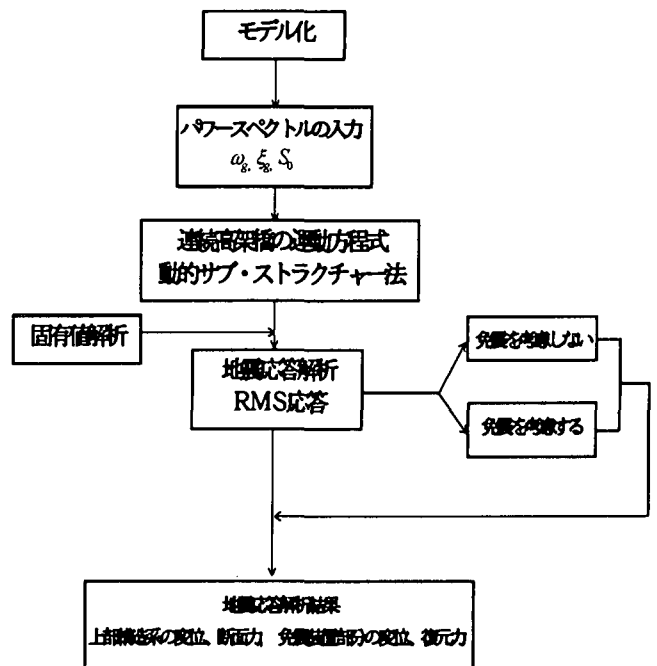 モデル化
パワースペクトルの入力
ω_g, ξ_g, S_0
連続高架橋の運動方程式
動的サブ・ストラクチャー法
固有値解析
地震応答解析
RMS応答
免震を考慮しない
免震を考慮する
地震応答解析結果
上部構造系の変位、断面力, 免震装置部分の変位、復元力